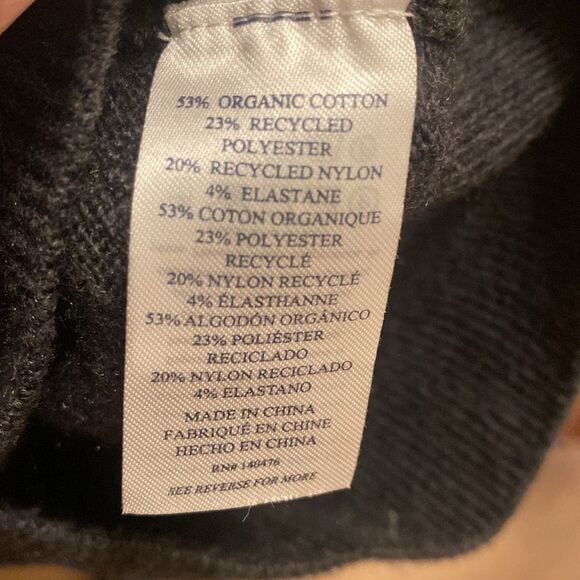 53% ORGANIC COTTON
23% RECYCLED
POLYESTER
20% RECYCLED NYLON
4% ELASTANE
53% COTON ORGANIQUE
23% POLYESTER
RECYCLÉ
20% NYLON RECYCLÉ
4% ÉLASTHANNE
53% ALGODÓN ORGÁNICO
23% POLIÉSTER
RECICLADO
20% NYLON RECICLADO
4% ELASTANO
MADE IN CHINA
FABRIQUÉ EN CHINE
HECHO EN CHINA
RN# 140476
SEE REVERSE FOR MORE